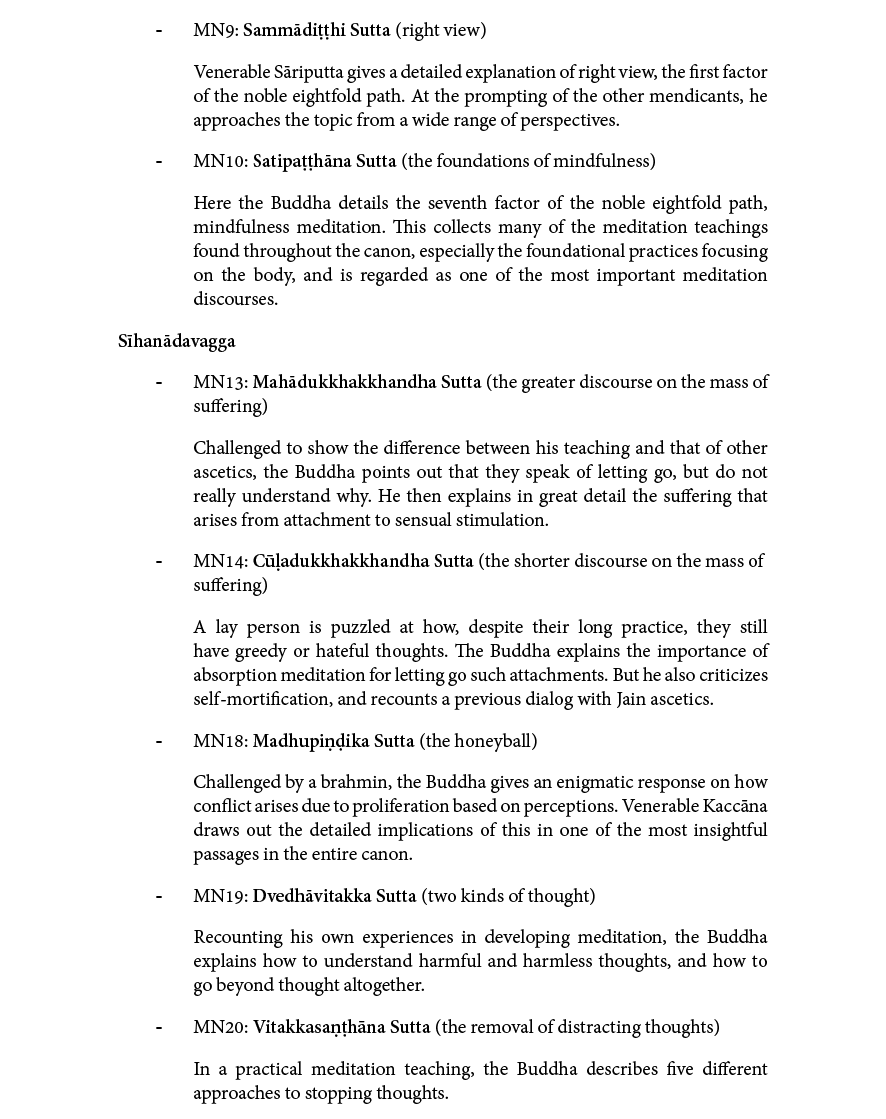 - MN9: Sammādiṭṭhi Sutta (right view)
Venerable Sāriputta gives a detailed explanation of right view, the first factor
of the noble eightfold path. At the prompting of the other mendicants, he
approaches the topic from a wide range of perspectives.
- MN10: Satipaṭṭhāna Sutta (the foundations of mindfulness)
Here the Buddha details the seventh factor of the noble eightfold path,
mindfulness meditation. This collects many of the meditation teachings
found throughout the canon, especially the foundational practices focusing
on the body, and is regarded as one of the most important meditation
discourses.
Sīhanādavagga
- MN13: Mahādukkhakkhandha Sutta (the greater discourse on the mass of
suffering)
Challenged to show the difference between his teaching and that of other
ascetics, the Buddha points out that they speak of letting go, but do not
really understand why. He then explains in great detail the suffering that
arises from attachment to sensual stimulation.
- MN14: Cūḷadukkhakkhandha Sutta (the shorter discourse on the mass of
suffering)
A lay person is puzzled at how, despite their long practice, they still
have greedy or hateful thoughts. The Buddha explains the importance of
absorption meditation for letting go such attachments. But he also criticizes
self-mortification, and recounts a previous dialog with Jain ascetics.
- MN18: Madhupiṇḍika Sutta (the honeyball)
Challenged by a brahmin, the Buddha gives an enigmatic response on how
conflict arises due to proliferation based on perceptions. Venerable Kaccāna
draws out the detailed implications of this in one of the most insightful
passages in the entire canon.
- MN19: Dvedhāvitakka Sutta (two kinds of thought)
Recounting his own experiences in developing meditation, the Buddha
explains how to understand harmful and harmless thoughts, and how to
go beyond thought altogether.
- MN20: Vitakkasaṇṭhāna Sutta (the removal of distracting thoughts)
In a practical meditation teaching, the Buddha describes five different
approaches to stopping thoughts.